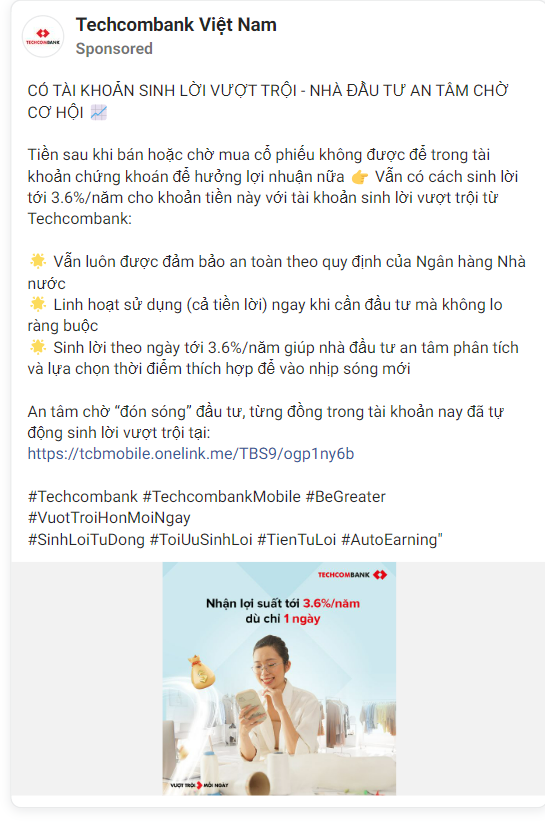 TECHCOMBANK
Techcombank Việt Nam
Sponsored
CÓ TÀI KHOẢN SINH LỜI VƯỢT TRỘI - NHÀ ĐẦU TƯ AN TÂM CHỜ
CƠ HỘI 📈
Tiền sau khi bán hoặc chờ mua cổ phiếu không được để trong tài
khoản chứng khoán để hưởng lợi nhuận nữa 👉 Vẫn có cách sinh lời
tới 3.6%/năm cho khoản tiền này với tài khoản sinh lời vượt trội từ
Techcombank:
🌟 Vẫn luôn được đảm bảo an toàn theo quy định của Ngân hàng Nhà
nước
🌟 Linh hoạt sử dụng (cả tiền lời) ngay khi cần đầu tư mà không lo
ràng buộc
🌟 Sinh lời theo ngày tới 3.6%/năm giúp nhà đầu tư an tâm phân tích
và lựa chọn thời điểm thích hợp để vào nhịp sóng mới
An tâm chờ “đón sóng” đầu tư, từng đồng trong tài khoản nay đã tự
động sinh lời vượt trội tại:
https://tcbmobile.onelink.me/TBS9/ogp1ny6b
#Techcombank #TechcombankMobile #BeGreater
#VuotTroiHonMoiNgay
#SinhLoiTuDong #ToiUuSinhLoi #TienTuLoi #AutoEarning"
TECHCOMBANK
Nhận lợi suất tới 3.6%/năm
dù chỉ 1 ngày
VƯỢT TRỘI MỖI NGÀY